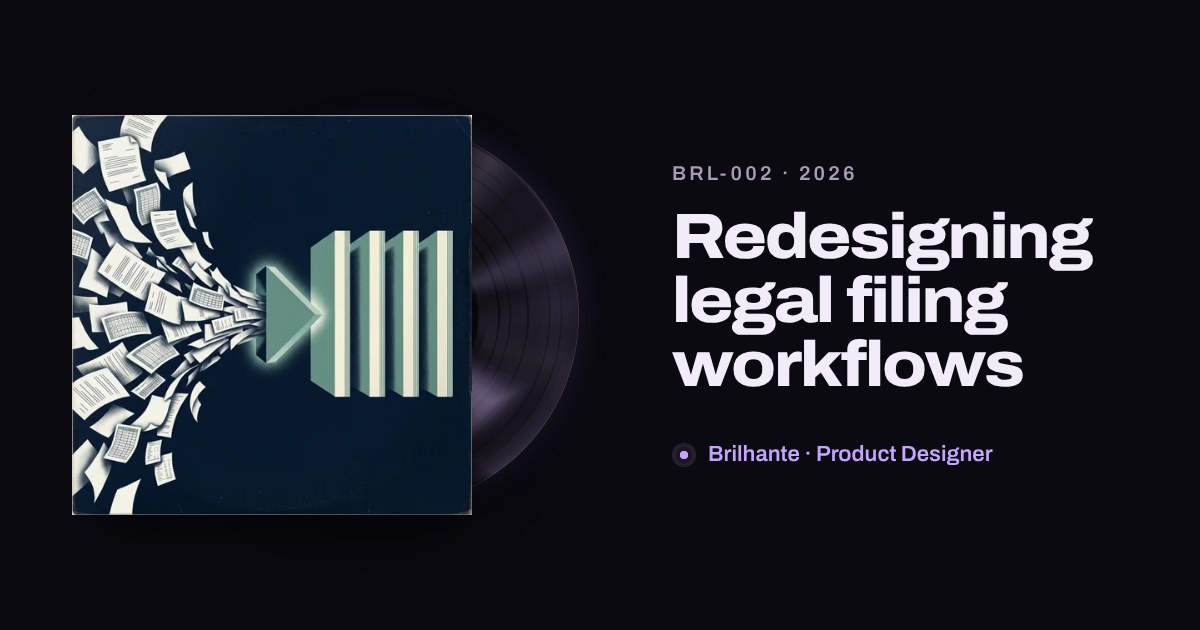 BRL-002 · 2026
Redesigning
legal filing
workflows
Brilhante · Product Designer